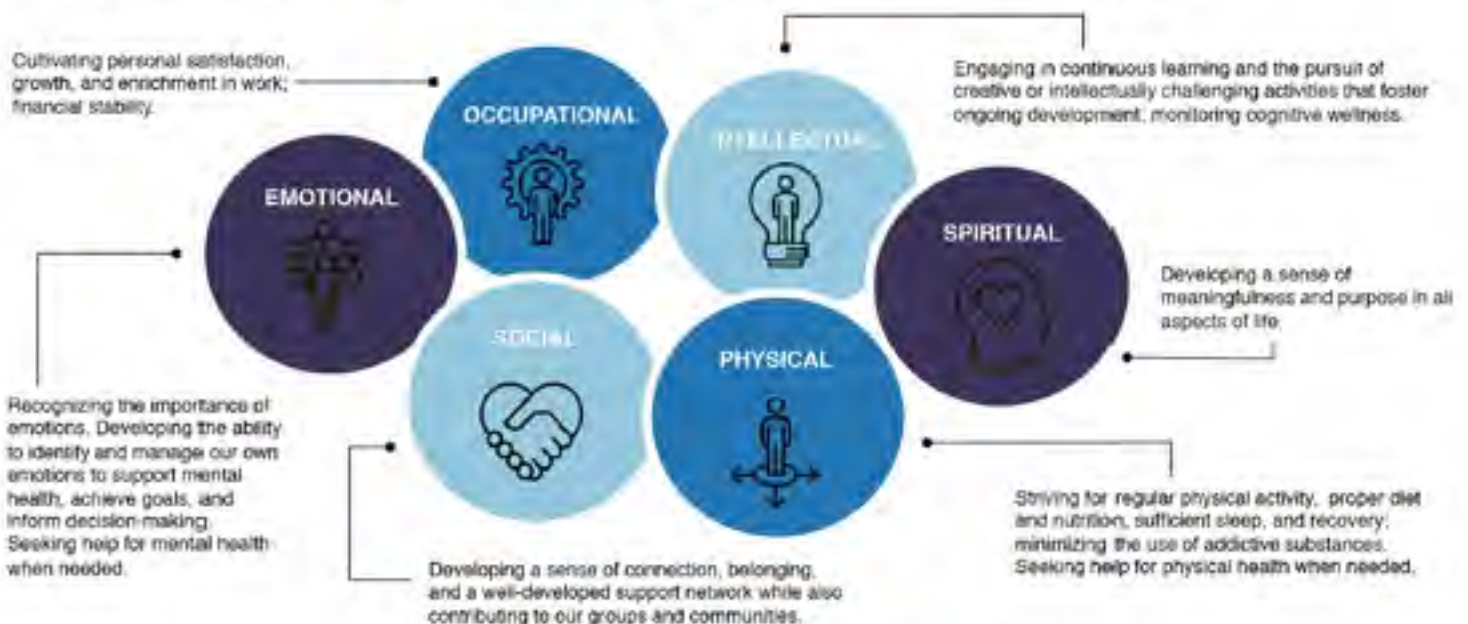 Cultivating personal satisfaction,
growth, and enrichment in work;
financial stability.
OCCUPATIONAL
INTELLECTUAL
Engaging in continuous learning and the pursuit of
creative or intellectually challenging activities that foster
ongoing development; monitoring cognitive wellness.
EMOTIONAL
SPIRITUAL
Developing a sense of
meaningfulness and purpose in all
aspects of life
SOCIAL
PHYSICAL
Recognizing the importance of
emotions. Developing the ability
to identify and manage our own
emotions to support mental
health, achieve goals, and
inform decision-making.
Seeking help for mental health
when needed.
Striving for regular physical activity, proper diet
and nutrition, sufficient sleep, and recovery;
minimizing the use of addictive substances.
Seeking help for physical health when needed.
Developing a sense of connection, belonging,
and a well-developed support network while also
contributing to our groups and communities.